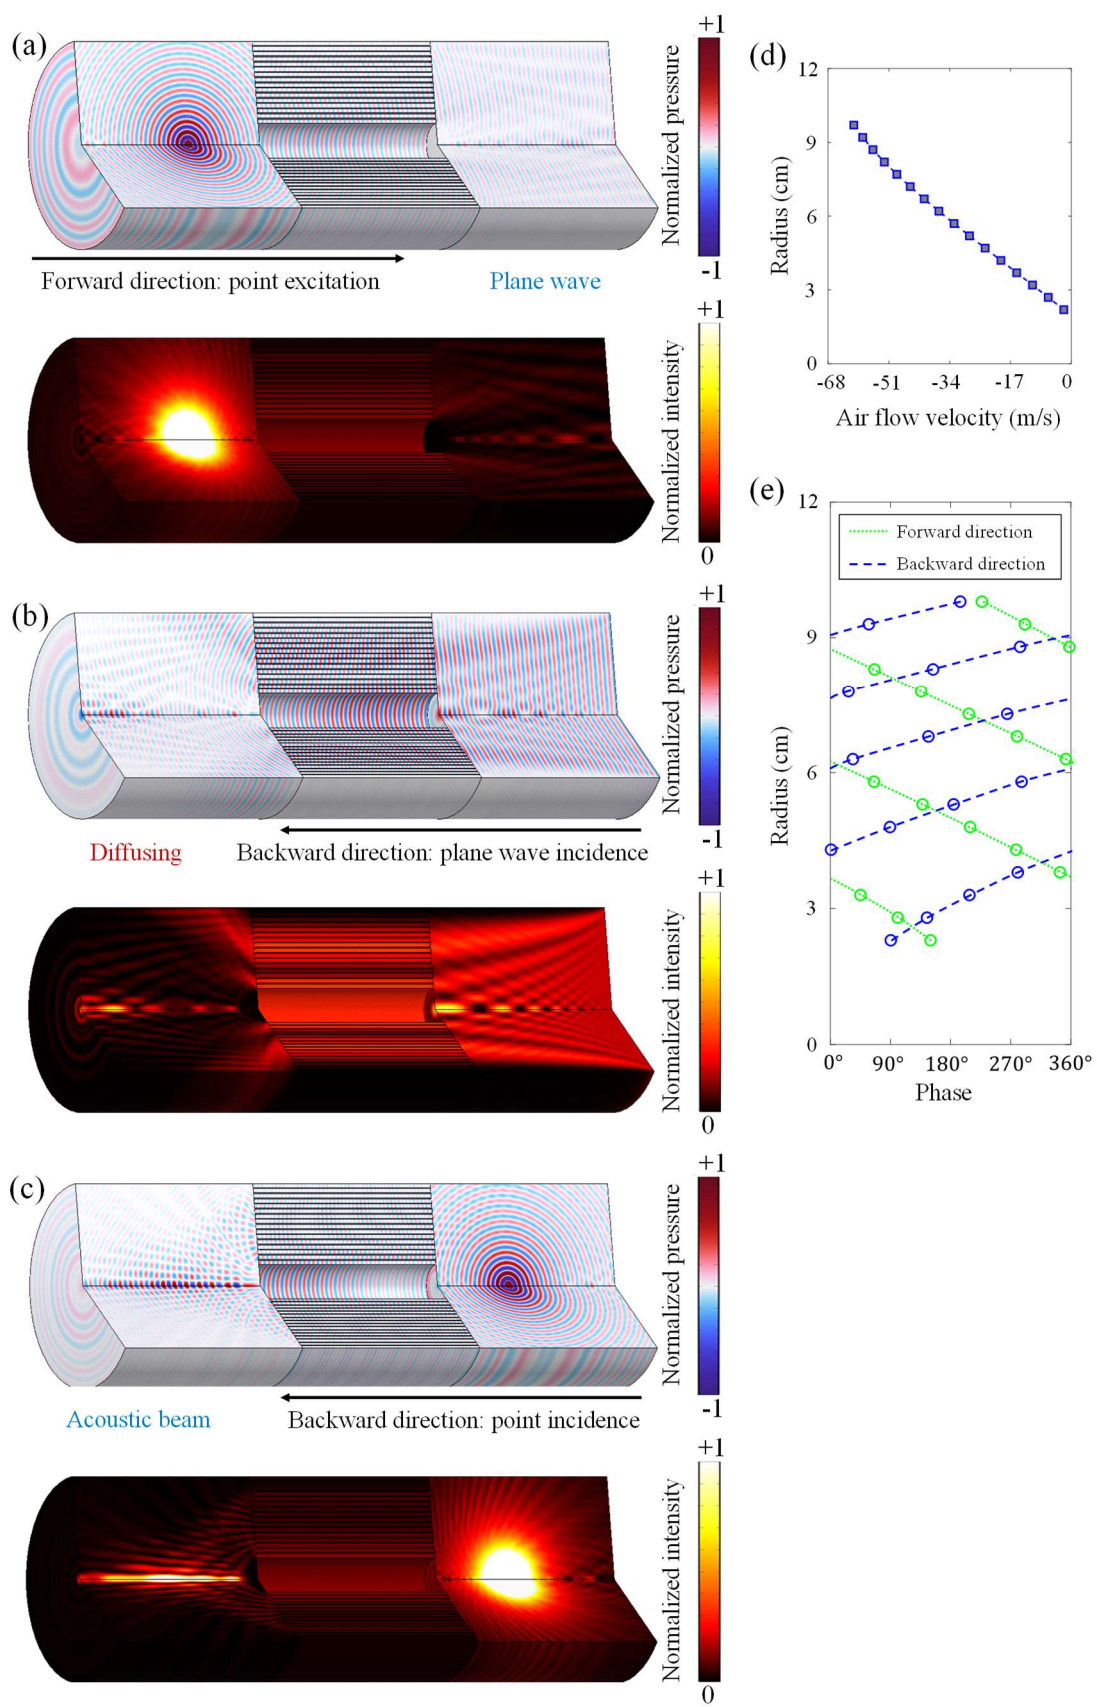 (a)
+1
Normalized pressure
-1
Forward direction: point excitation
Plane wave
+1
Normalized intensity
0
(b)
+1
Normalized pressure
-1
Diffusing
Backward direction: plane wave incidence
+1
Normalized intensity
0
(c)
+1
Normalized pressure
-1
Acoustic beam
Backward direction: point incidence
+1
Normalized intensity
0
(d)
12
9
6
3
0
Radius (cm)
-68 -51 -34 -17 0
Air flow velocity (m/s)
(e)
12
9
6
3
0
Radius (cm)
Forward direction
Backward direction
0° 90° 180° 270° 360°
Phase